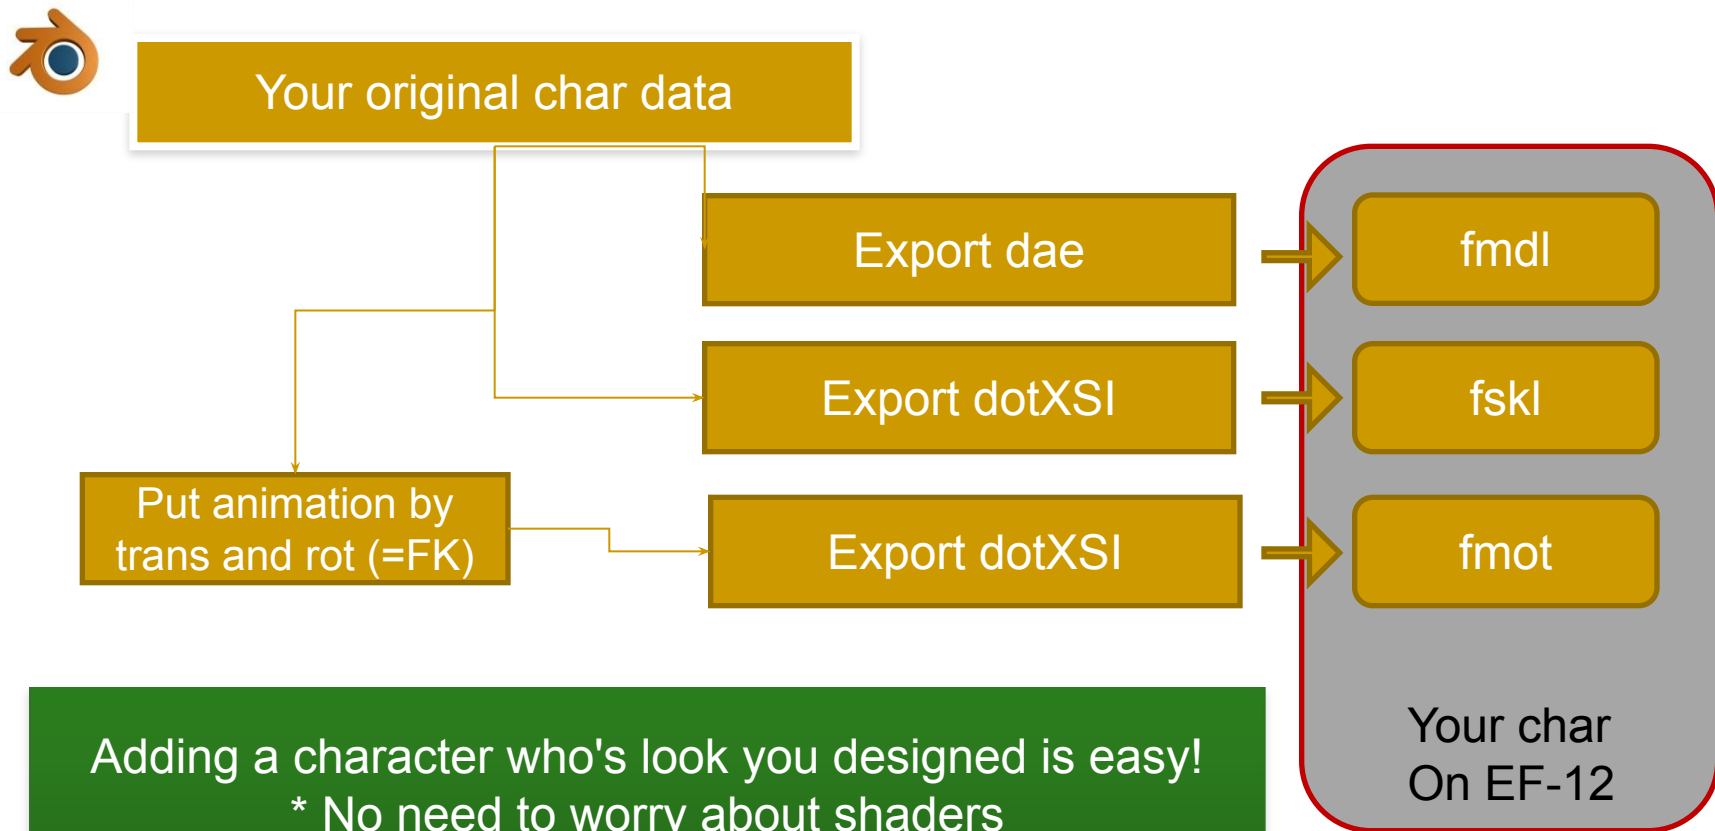 Your original char data
Export dae
fmdl
Export dotXSI
fskl
Put animation by
trans and rot (=FK)
Export dotXSI
fmot
Adding a character who's look you designed is easy!
* No need to worry about shaders
Your char
On EF-12